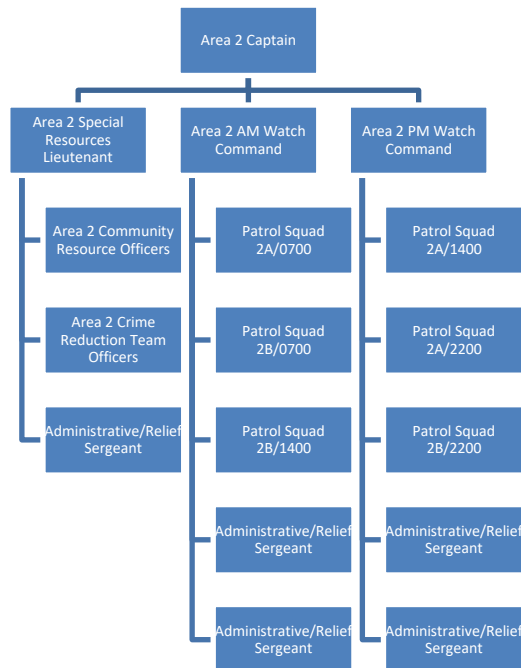 Area 2 Captain
Area 2 Special
Resources
Lieutenant
Area 2 AM Watch
Command
Area 2 PM Watch
Command
Area 2 Community
Resource Officers
Patrol Squad
2A/0700
Patrol Squad
2A/1400
Area 2 Crime
Reduction Team
Officers
Patrol Squad
2B/0700
Patrol Squad
2A/2200
Administrative/Relief
Sergeant
Patrol Squad
2B/1400
Patrol Squad
2B/2200
Administrative/Relief
Sergeant
Administrative/Relief
Sergeant
Administrative/Relief
Sergeant
Administrative/Relief
Sergeant